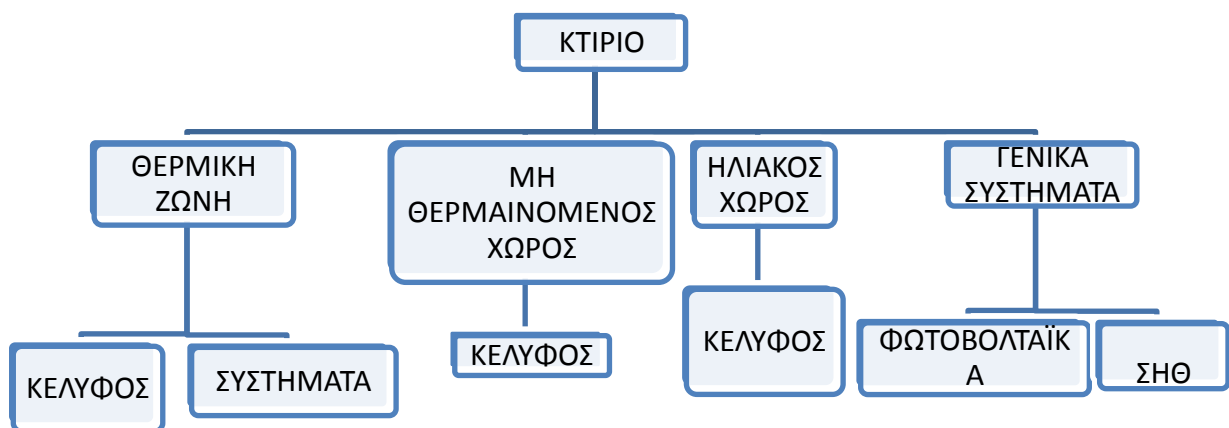 ΚΤΙΡΙΟ
ΘΕΡΜΙΚΗ
ΖΩΝΗ
ΜΗ
ΘΕΡΜΑΙΝΟΜΕΝΟΣ
ΧΩΡΟΣ
ΗΛΙΑΚΟΣ
ΧΩΡΟΣ
ΓΕΝΙΚΑ
ΣΥΣΤΗΜΑΤΑ
ΚΕΛΥΦΟΣ
ΣΥΣΤΗΜΑΤΑ
ΚΕΛΥΦΟΣ
ΚΕΛΥΦΟΣ
ΦΩΤΟΒΟΛΤΑΪΚ
Α
ΣΗΘ